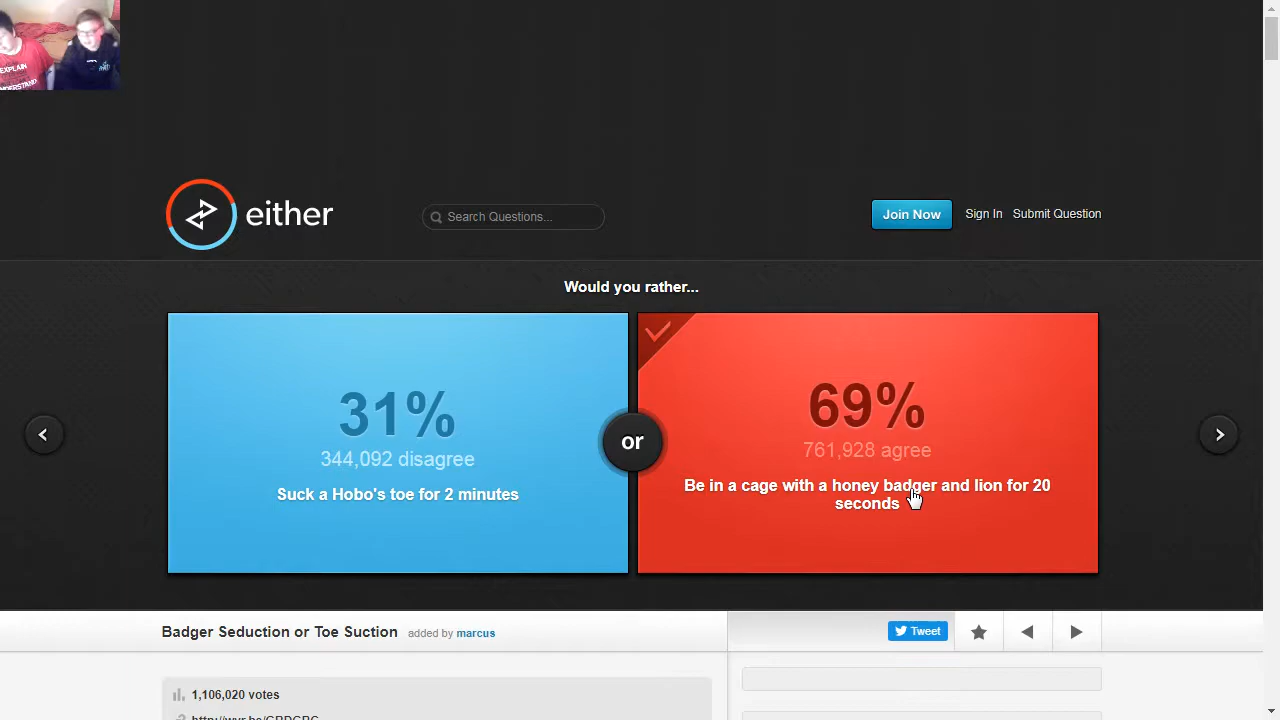 EXPLAIN
UNDERSTAND
either
Search Questions...
Join Now
Sign In
Submit Question
Would you rather...
31%
344,092 disagree
Suck a Hobo's toe for 2 minutes
or
69%
761,928 agree
Be in a cage with a honey badger and lion for 20
seconds
Badger Seduction or Toe Suction
added by marcus
Tweet
1,106,020 votes